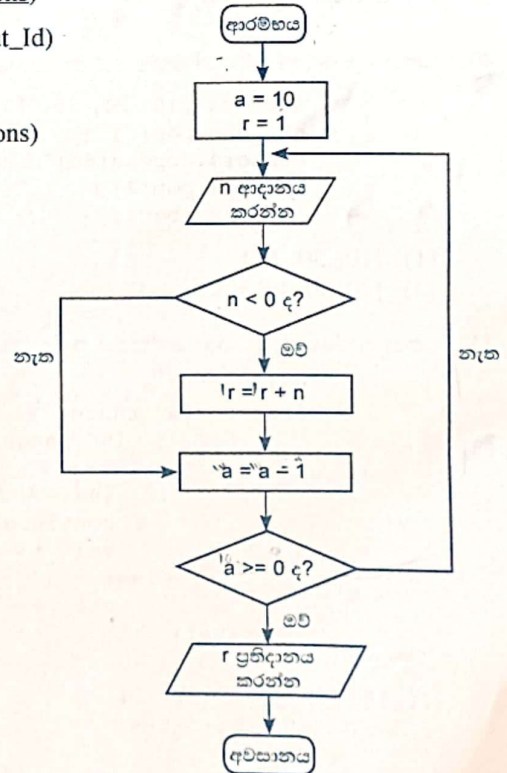 t_Id)
ons)
ආරම්භය
a = 10
r = 1
n ආදානය
කරන්න
n < 0 ද?
නැත
ඔව්
නැත
r = r + n
a = a - 1
a >= 0 ද?
ඔව්
r ප්‍රතිදානය
කරන්න
අවසානය